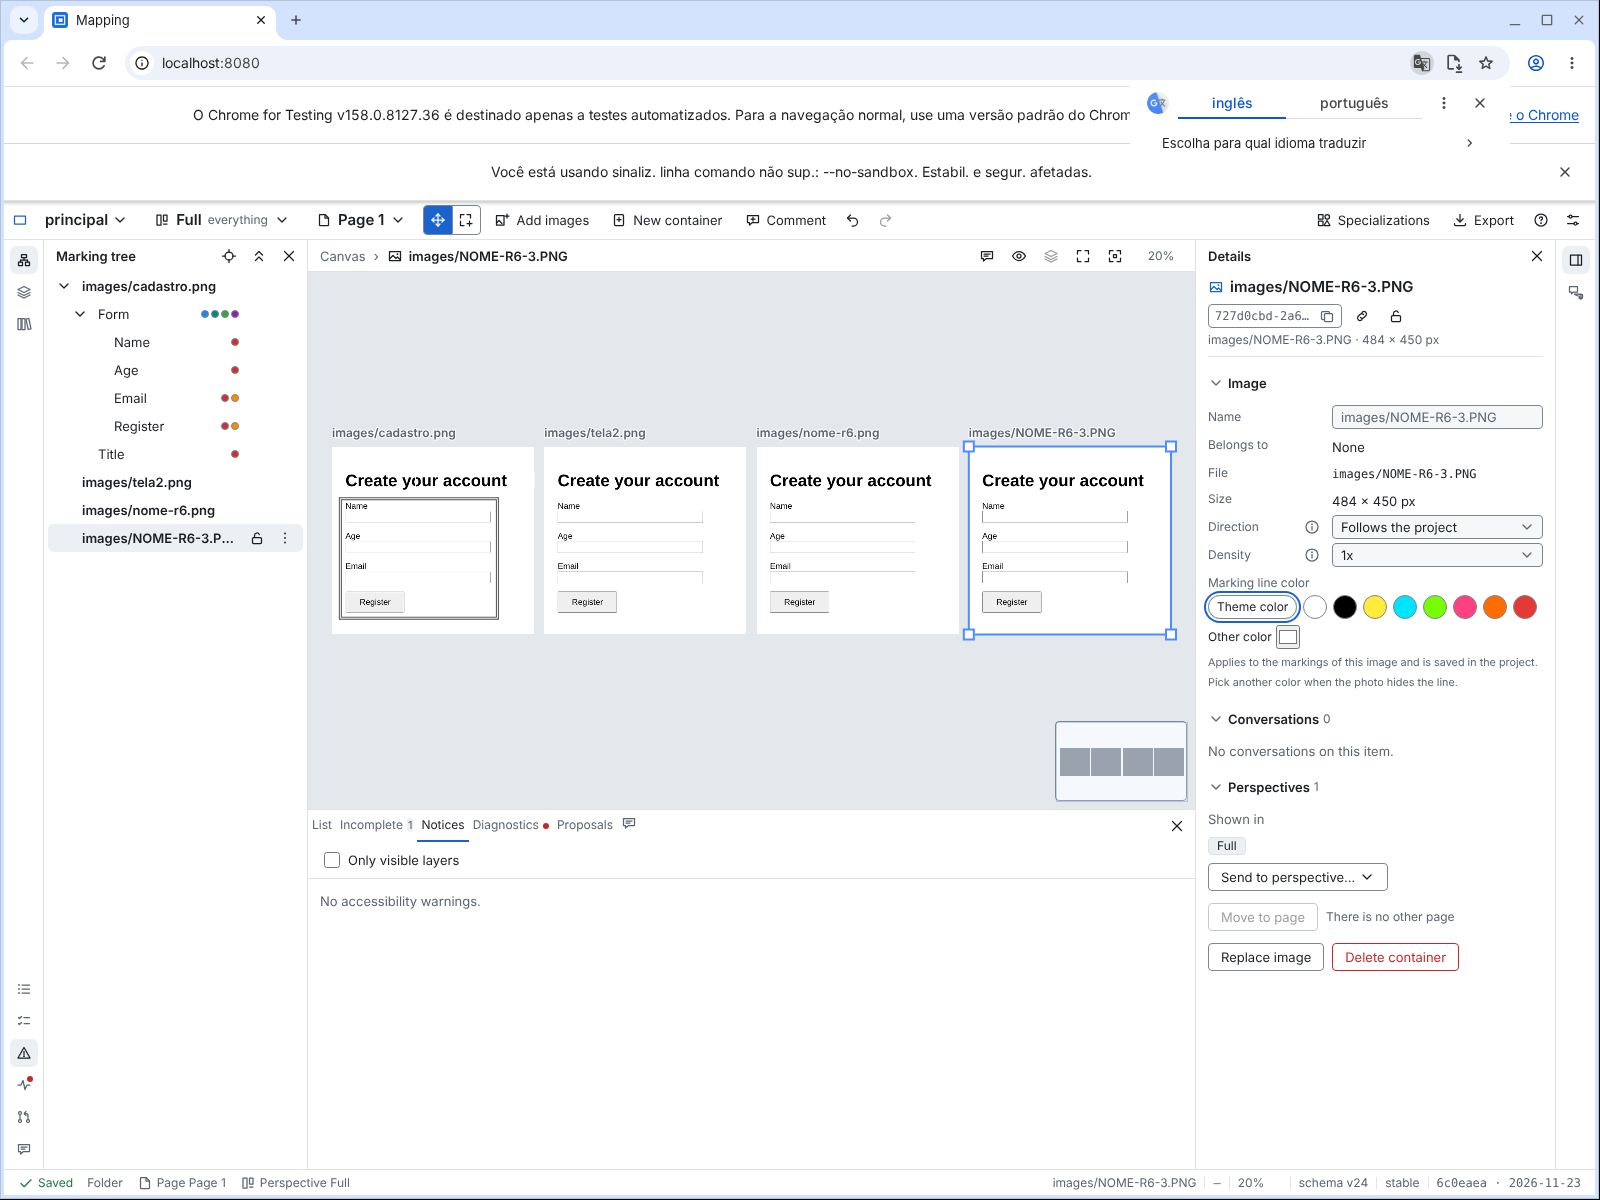 Mapping
localhost:8080
O Chrome for Testing v158.0.8127.36 é destinado apenas a testes automatizados. Para a navegação normal, use uma versão padrão do Chrom
o Chrome
inglês
português
Escolha para qual idioma traduzir
Você está usando sinaliz. linha comando não sup.: --no-sandbox. Estabil. e segur. afetadas.
principal
Full everything
Page 1
Add images
New container
Comment
Specializations
Export
Marking tree
images/cadastro.png
Form
Name
Age
Email
Register
Title
images/tela2.png
images/nome-r6.png
images/NOME-R6-3.P...
Canvas › images/NOME-R6-3.PNG
20%
images/cadastro.png
Create your account
Name
Age
Email
Register
images/tela2.png
Create your account
Name
Age
Email
Register
images/nome-r6.png
Create your account
Name
Age
Email
Register
images/NOME-R6-3.PNG
Create your account
Name
Age
Email
Register
List
Incomplete 1
Notices
Diagnostics
Proposals
Only visible layers
No accessibility warnings.
Details
images/NOME-R6-3.PNG
727d0cbd-2a6…
images/NOME-R6-3.PNG · 484 × 450 px
Image
Name images/NOME-R6-3.PNG
Belongs to None
File images/NOME-R6-3.PNG
Size 484 × 450 px
Direction Follows the project
Density 1x
Marking line color
Theme color
Other color
Applies to the markings of this image and is saved in the project.
Pick another color when the photo hides the line.
Conversations 0
No conversations on this item.
Perspectives 1
Shown in
Full
Send to perspective...
Move to page There is no other page
Replace image Delete container
Saved
Folder
Page Page 1
Perspective Full
images/NOME-R6-3.PNG
–
20%
schema v24
stable
6c0eaea · 2026-11-23